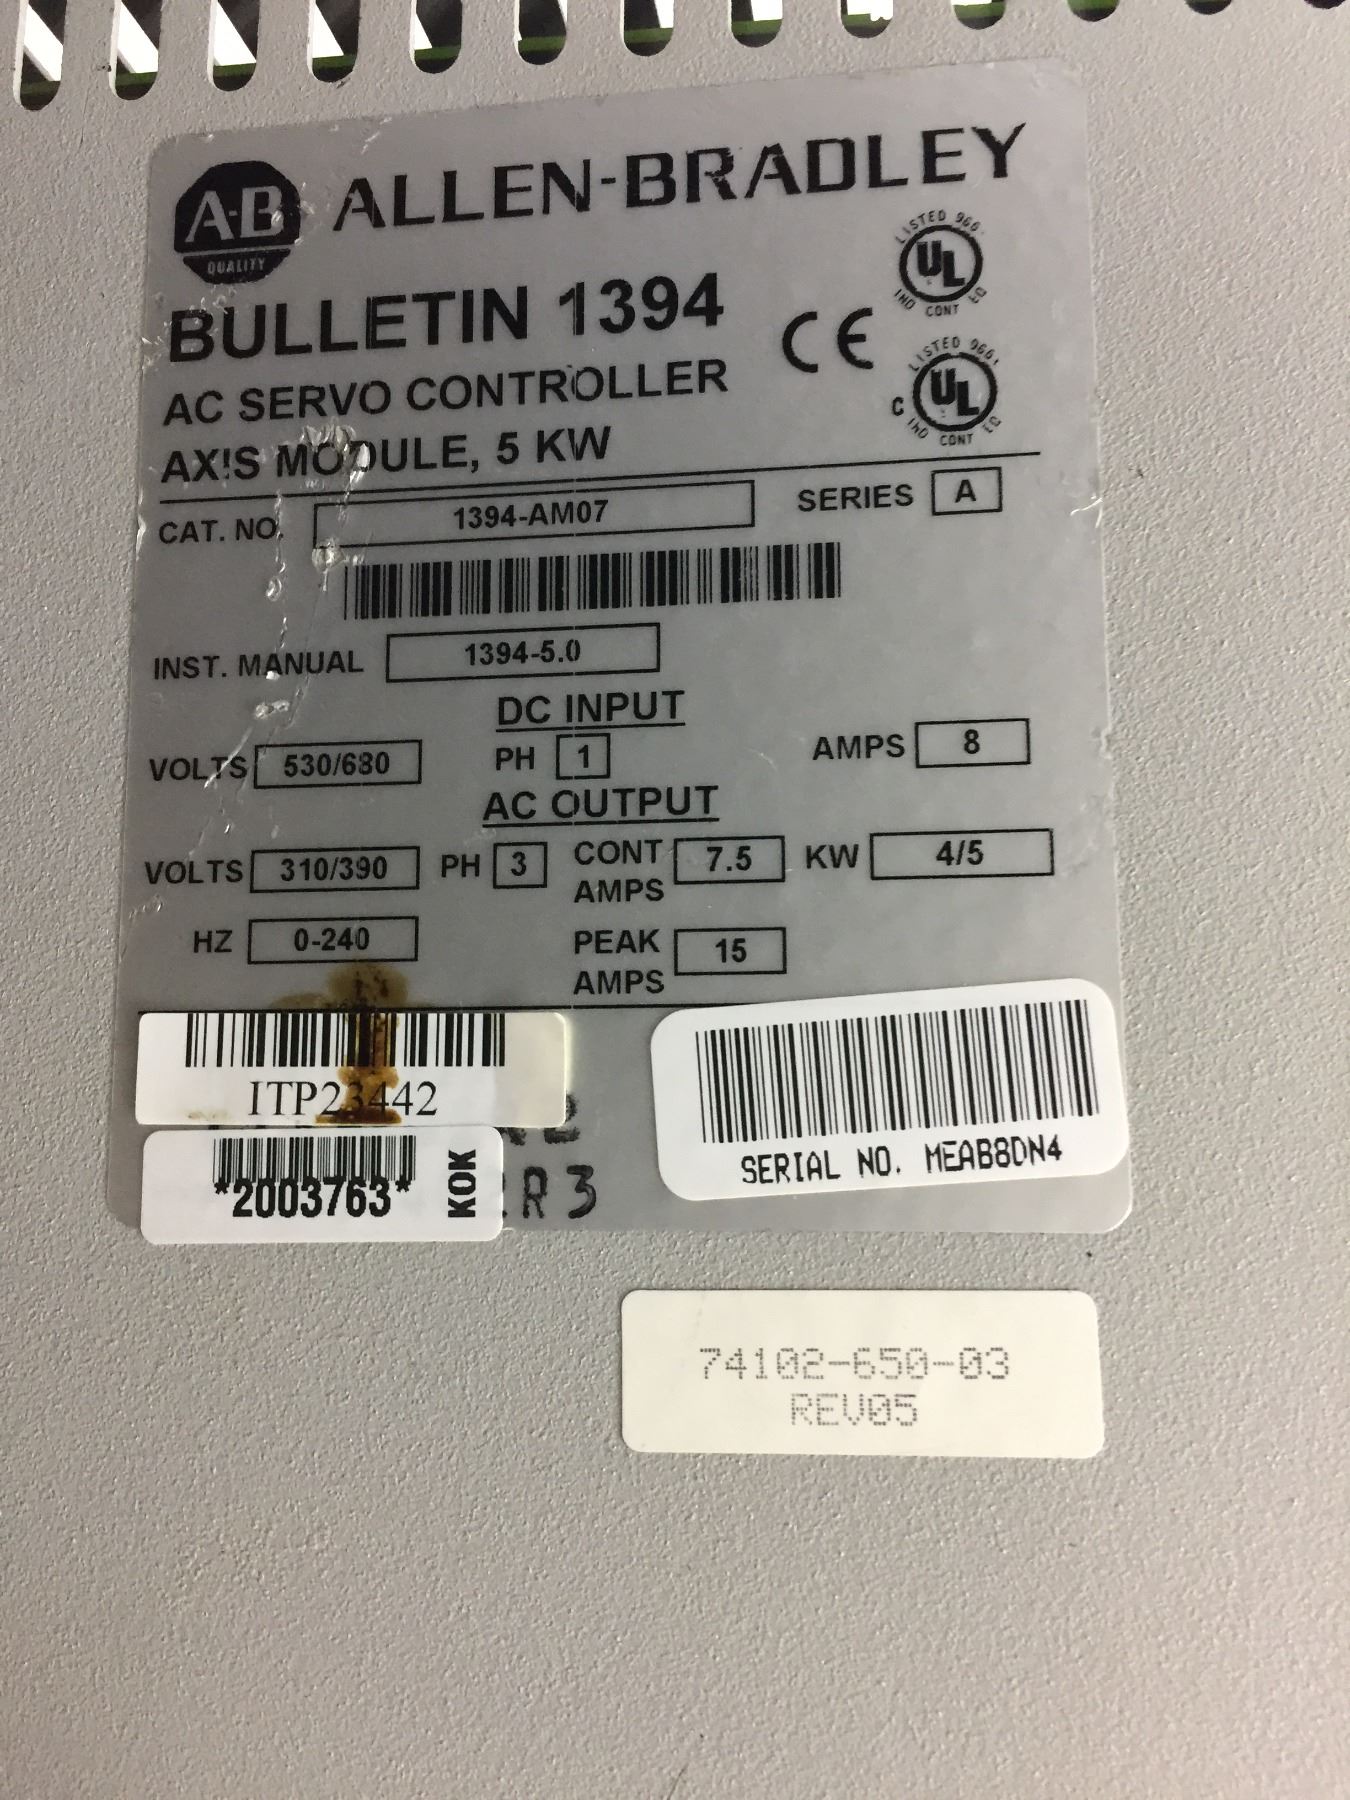 A-B QUALITY ALLEN-BRADLEY
BULLETIN 1394
AC SERVO CONTROLLER
AXIS MODULE, 5 KW
LISTED 966
UL
IND CONT EQ
CE
LISTED 966
C UL
IND CONT EQ
CAT. NO. 1394-AM07 SERIES A
INST. MANUAL 1394-5.0
DC INPUT
VOLTS 530/680 PH 1 AMPS 8
AC OUTPUT
VOLTS 310/390 PH 3 CONT AMPS 7.5 KW 4/5
HZ 0-240 PEAK AMPS 15
ITP23442
*2003763* KOK
R3
SERIAL NO. MEAB8DN4
74102-650-03
REV05